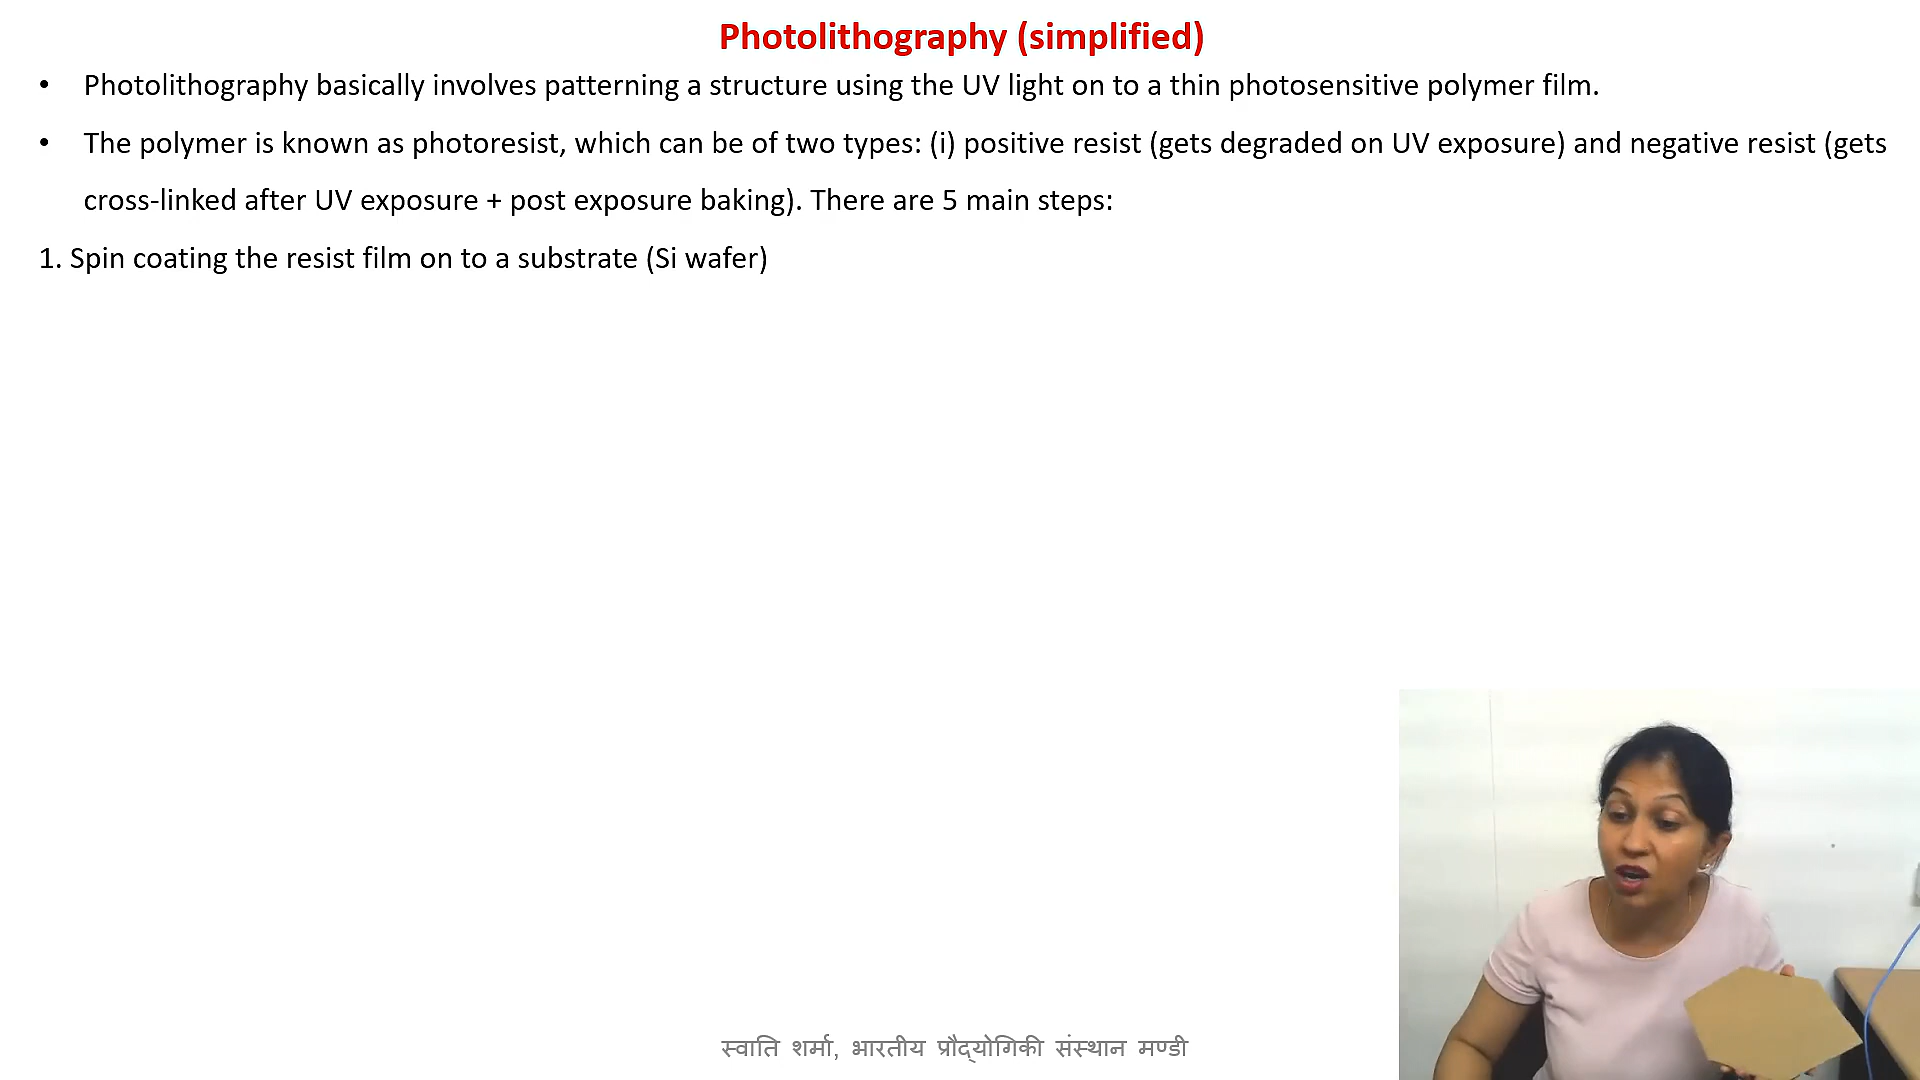 Photolithography (simplified)
• Photolithography basically involves patterning a structure using the UV light on to a thin photosensitive polymer film.
• The polymer is known as photoresist, which can be of two types: (i) positive resist (gets degraded on UV exposure) and negative resist (gets
cross-linked after UV exposure + post exposure baking). There are 5 main steps:
1. Spin coating the resist film on to a substrate (Si wafer)
स्वाति शर्मा, भारतीय प्रौद्योगिकी संस्थान मण्डी